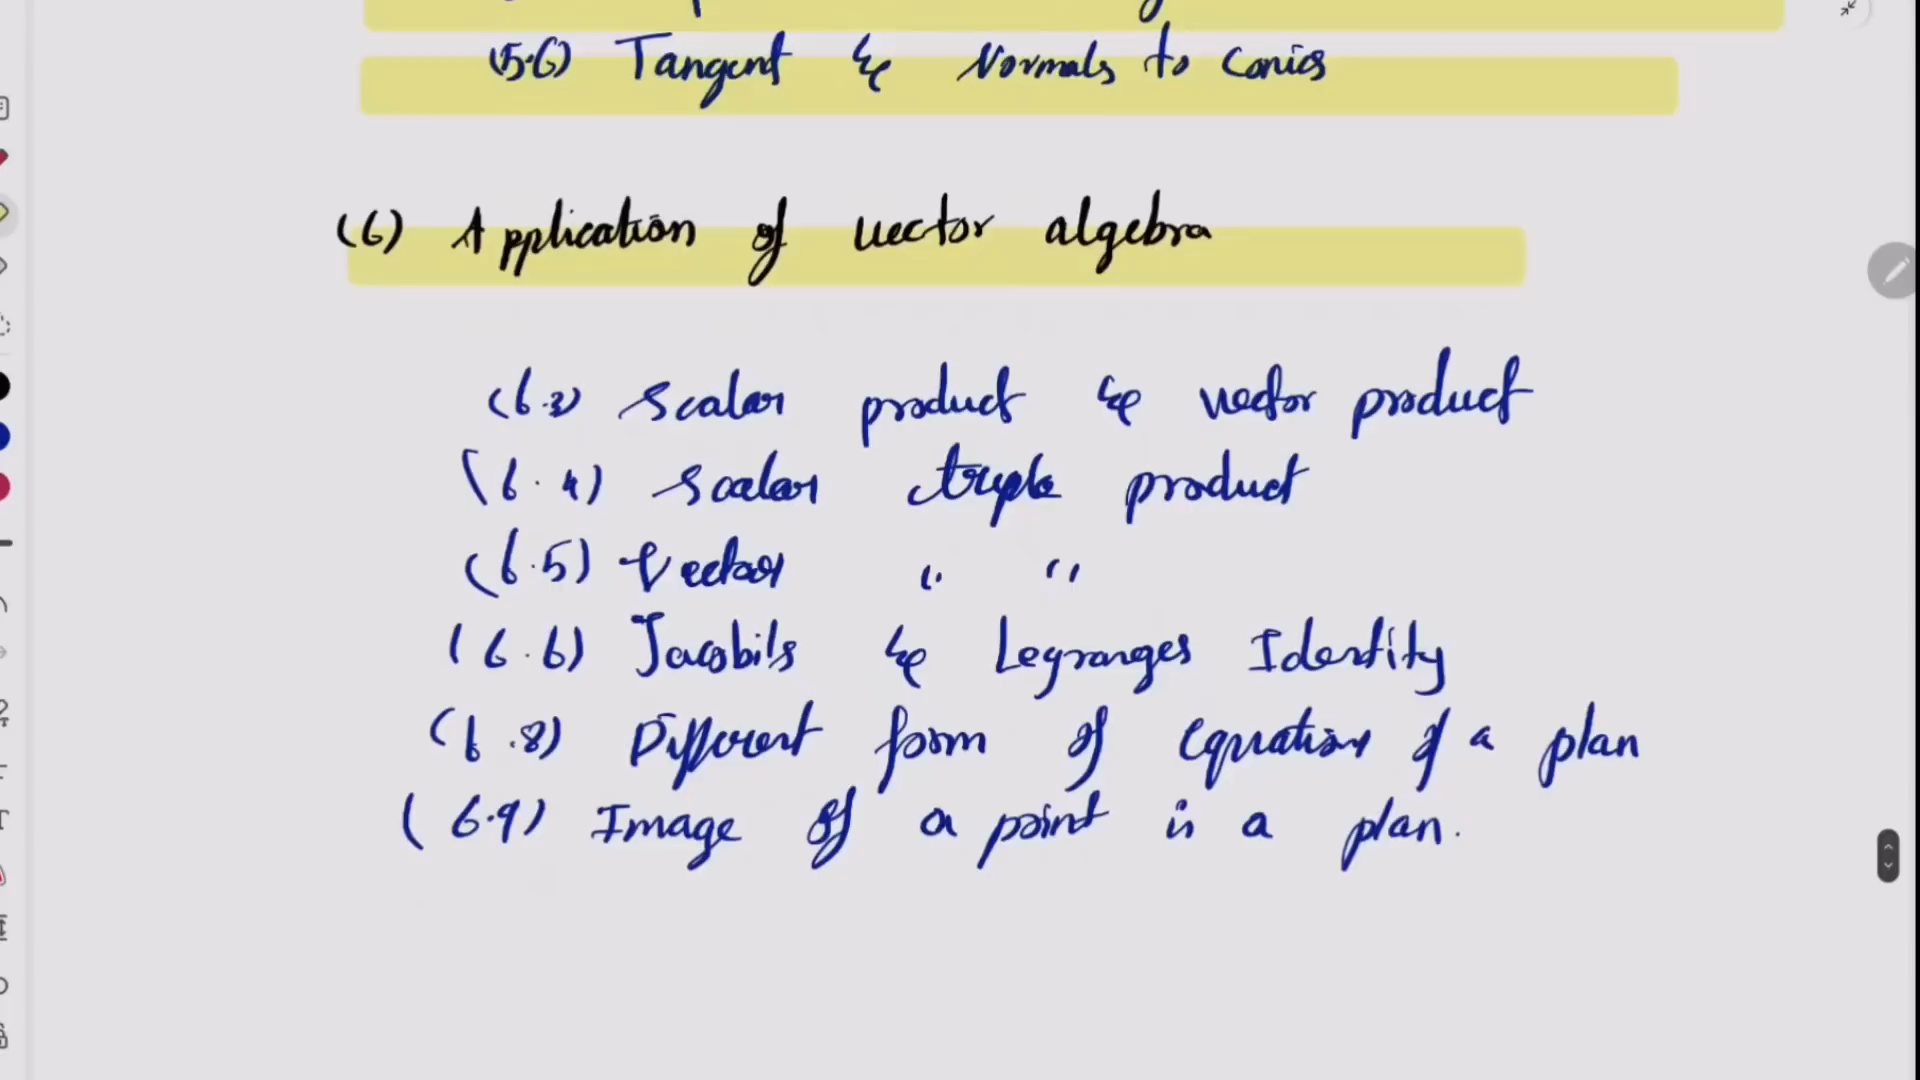 (5.6) Tangent & Normals to Conics
(6) Application of vector algebra
(6.3) Scalar product & vector product
(6.4) Scalar triple product
(6.5) Vector " "
(6.6) Jacobi's & Legranges Identity
(6.8) Different form of Equations of a plan
(6.9) Image of a point in a plan.